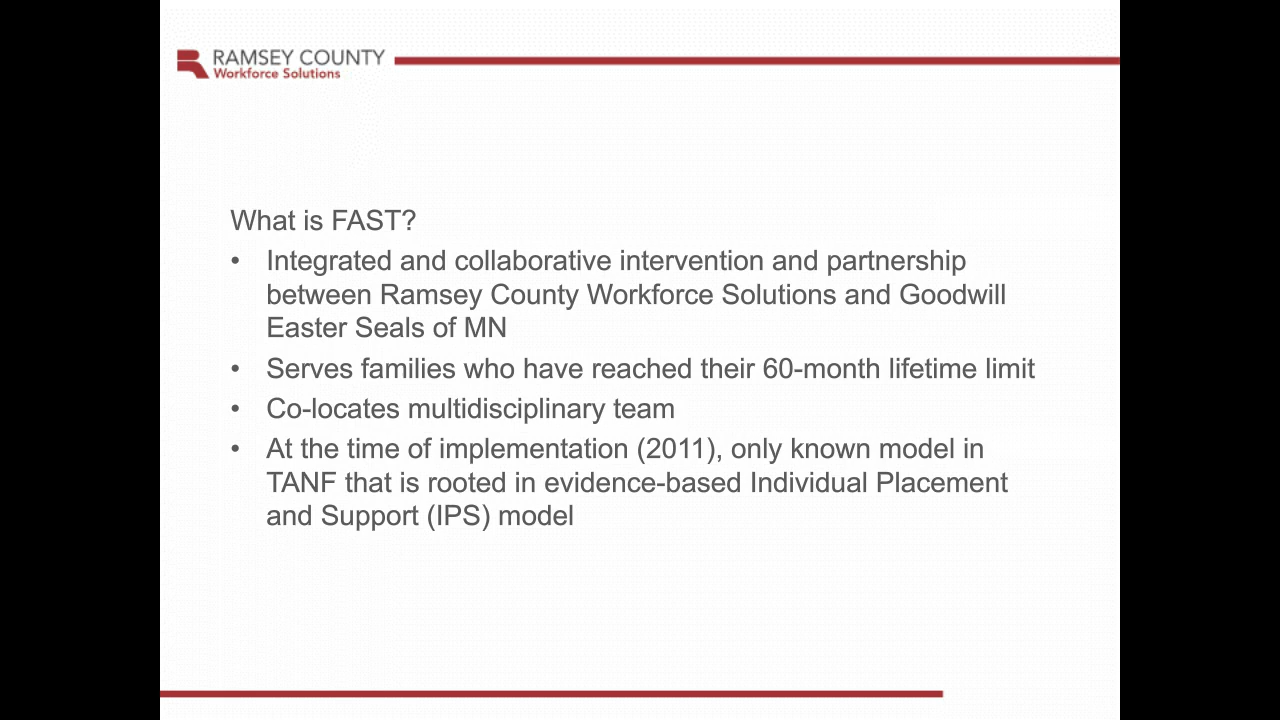 RAMSEY COUNTY
Workforce Solutions
What is FAST?
• Integrated and collaborative intervention and partnership
between Ramsey County Workforce Solutions and Goodwill
Easter Seals of MN
• Serves families who have reached their 60-month lifetime limit
• Co-locates multidisciplinary team
• At the time of implementation (2011), only known model in
TANF that is rooted in evidence-based Individual Placement
and Support (IPS) model